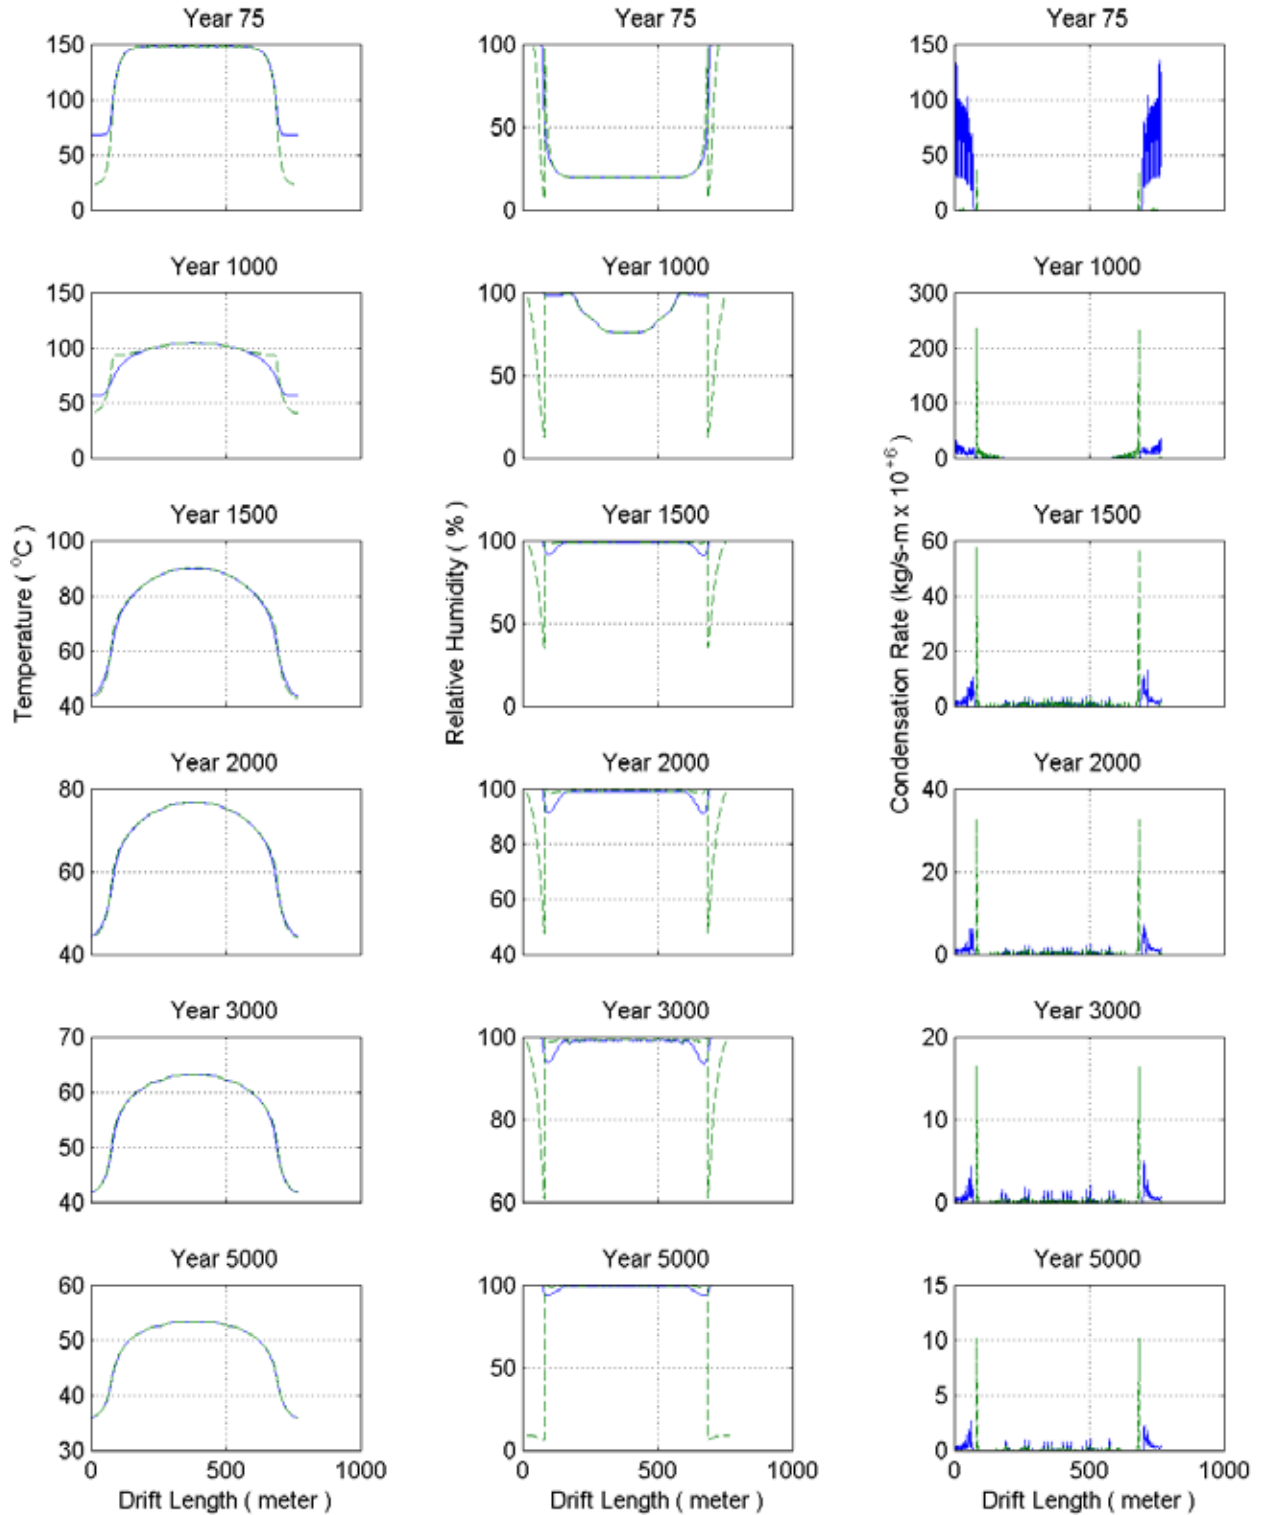 Year 75
Year 75
Year 75
150
100
50
0
100
50
0
150
100
50
0
Year 1000
Year 1000
Year 1000
150
100
50
0
100
50
0
300
200
100
0
Temperature ( °C )
Relative Humidity ( % )
Condensation Rate (kg/s-m x 10+6 )
Year 1500
Year 1500
Year 1500
100
80
60
40
100
50
0
60
40
20
0
Year 2000
Year 2000
Year 2000
80
60
40
100
80
60
40
40
20
0
Year 3000
Year 3000
Year 3000
70
60
50
40
100
80
60
20
10
0
Year 5000
Year 5000
Year 5000
60
50
40
30
100
50
0
15
10
5
0
0 500 1000
0 500 1000
0 500 1000
Drift Length ( meter )
Drift Length ( meter )
Drift Length ( meter )